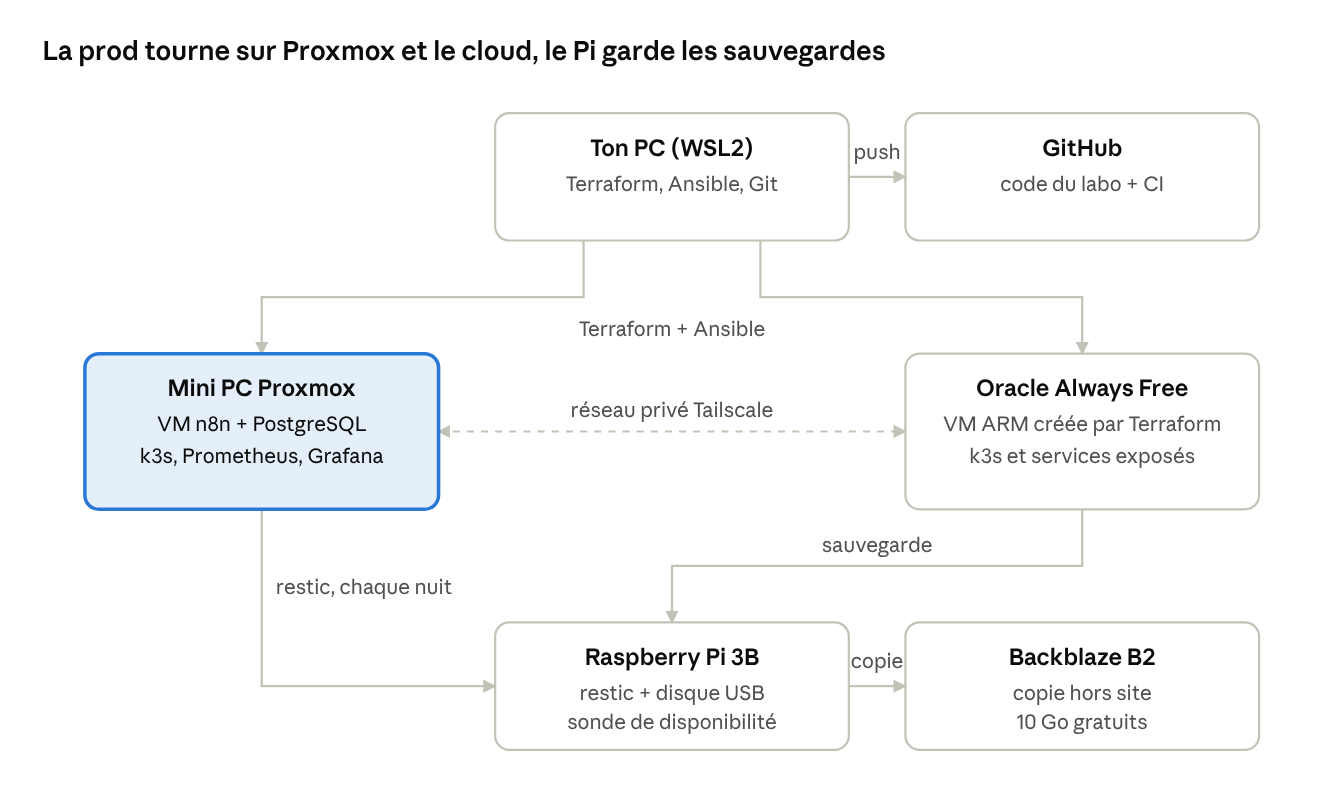 La prod tourne sur Proxmox et le cloud, le Pi garde les sauvegardes
Ton PC (WSL2)
Terraform, Ansible, Git
push
GitHub
code du labo + CI
Terraform + Ansible
Mini PC Proxmox
VM n8n + PostgreSQL
k3s, Prometheus, Grafana
réseau privé Tailscale
Oracle Always Free
VM ARM créée par Terraform
k3s et services exposés
sauvegarde
restic, chaque nuit
Raspberry Pi 3B
restic + disque USB
sonde de disponibilité
copie
Backblaze B2
copie hors site
10 Go gratuits